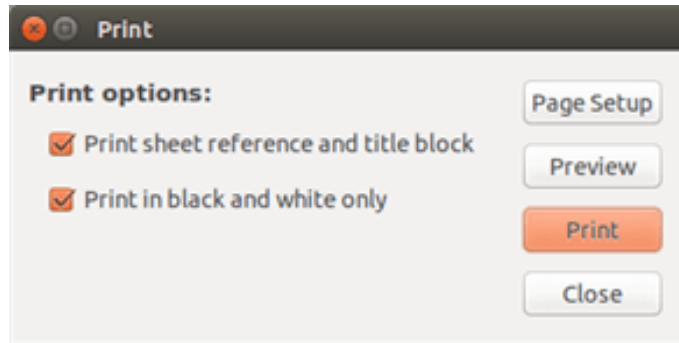 Print
Print options:
Print sheet reference and title block
Print in black and white only
Page Setup
Preview
Print
Close